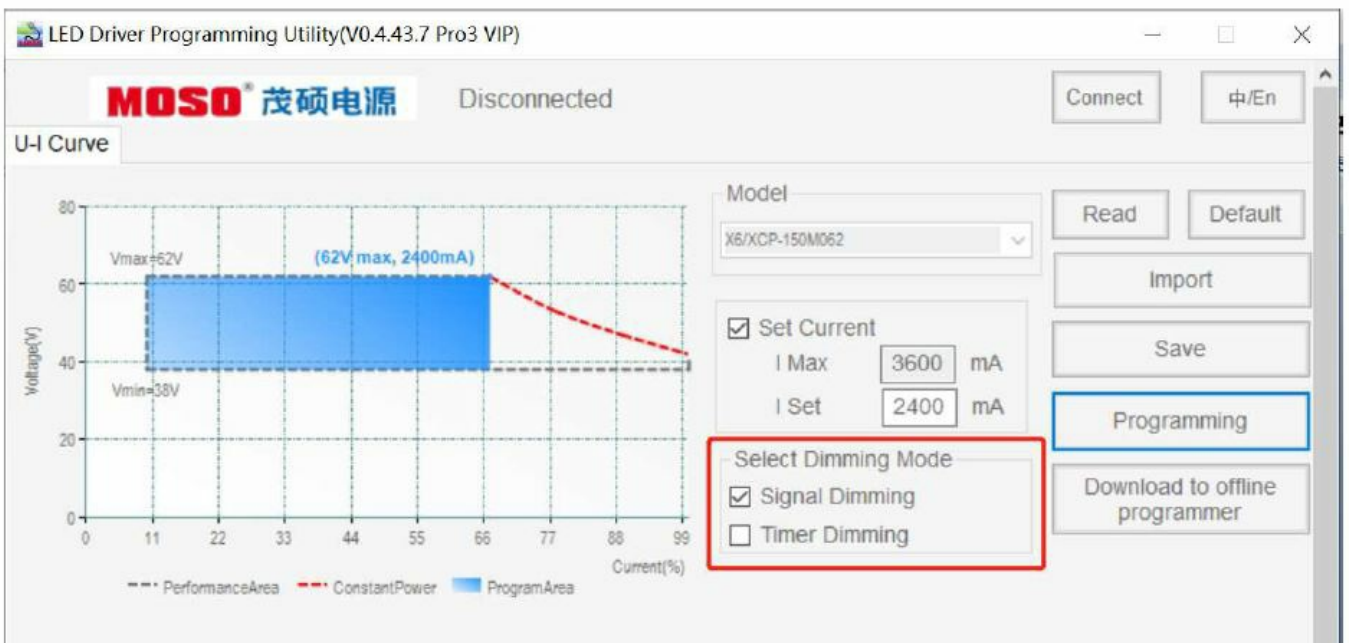 LED Driver Programming Utility(V0.4.43.7 Pro3 VIP)
MOSO® 茂硕电源
Disconnected
Connect
中/En
U-I Curve
Model
X6/XCP-150M062
Read
Default
Import
Save
Programming
Download to offline
programmer
Set Current
I Max 3600 mA
I Set 2400 mA
Select Dimming Mode
Signal Dimming
Timer Dimming
Voltage(V)
80
60
40
20
0
Vmax=62V
(62V max, 2400mA)
Vmin=38V
0 11 22 33 44 55 66 77 88 99
Current(%)
PerformanceArea ConstantPower ProgramArea